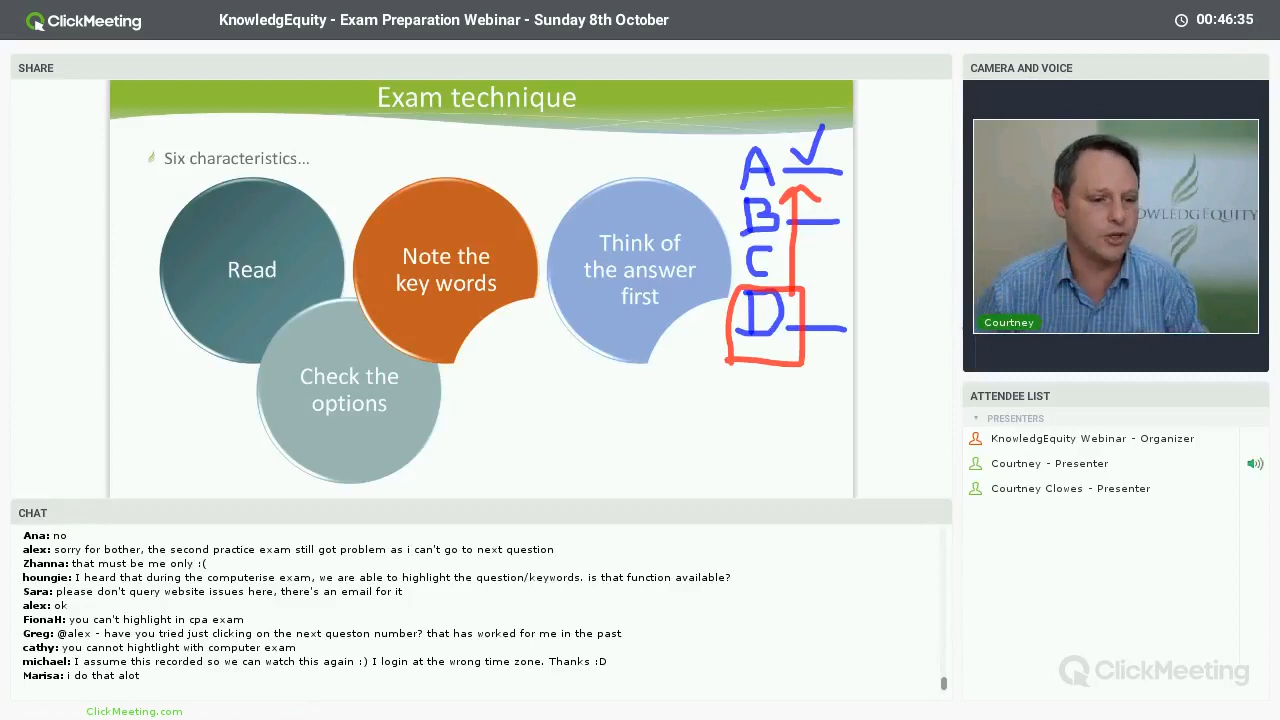 ClickMeeting
KnowledgEquity - Exam Preparation Webinar - Sunday 8th October
00:46:35
SHARE
Exam technique
Six characteristics...
Read
Note the
key words
Think of
the answer
first
Check the
options
A
B
C
D
CAMERA AND VOICE
OWLEDGEQUITY
Courtney
ATTENDEE LIST
PRESENTERS
KnowledgEquity Webinar - Organizer
Courtney - Presenter
Courtney Clowes - Presenter
CHAT
Ana: no
alex: sorry for bother, the second practice exam still got problem as i can't go to next question
Zhanna: that must be me only :(
houngie: I heard that during the computerise exam, we are able to highlight the question/keywords. is that function available?
Sara: please don't query website issues here, there's an email for it
alex: ok
FionaH: you can't highlight in cpa exam
Greg: @alex - have you tried just clicking on the next queston number? that has worked for me in the past
cathy: you cannot hightlight with computer exam
michael: I assume this recorded so we can watch this again :) I login at the wrong time zone. Thanks :D
Marisa: i do that alot
ClickMeeting
ClickMeeting.com